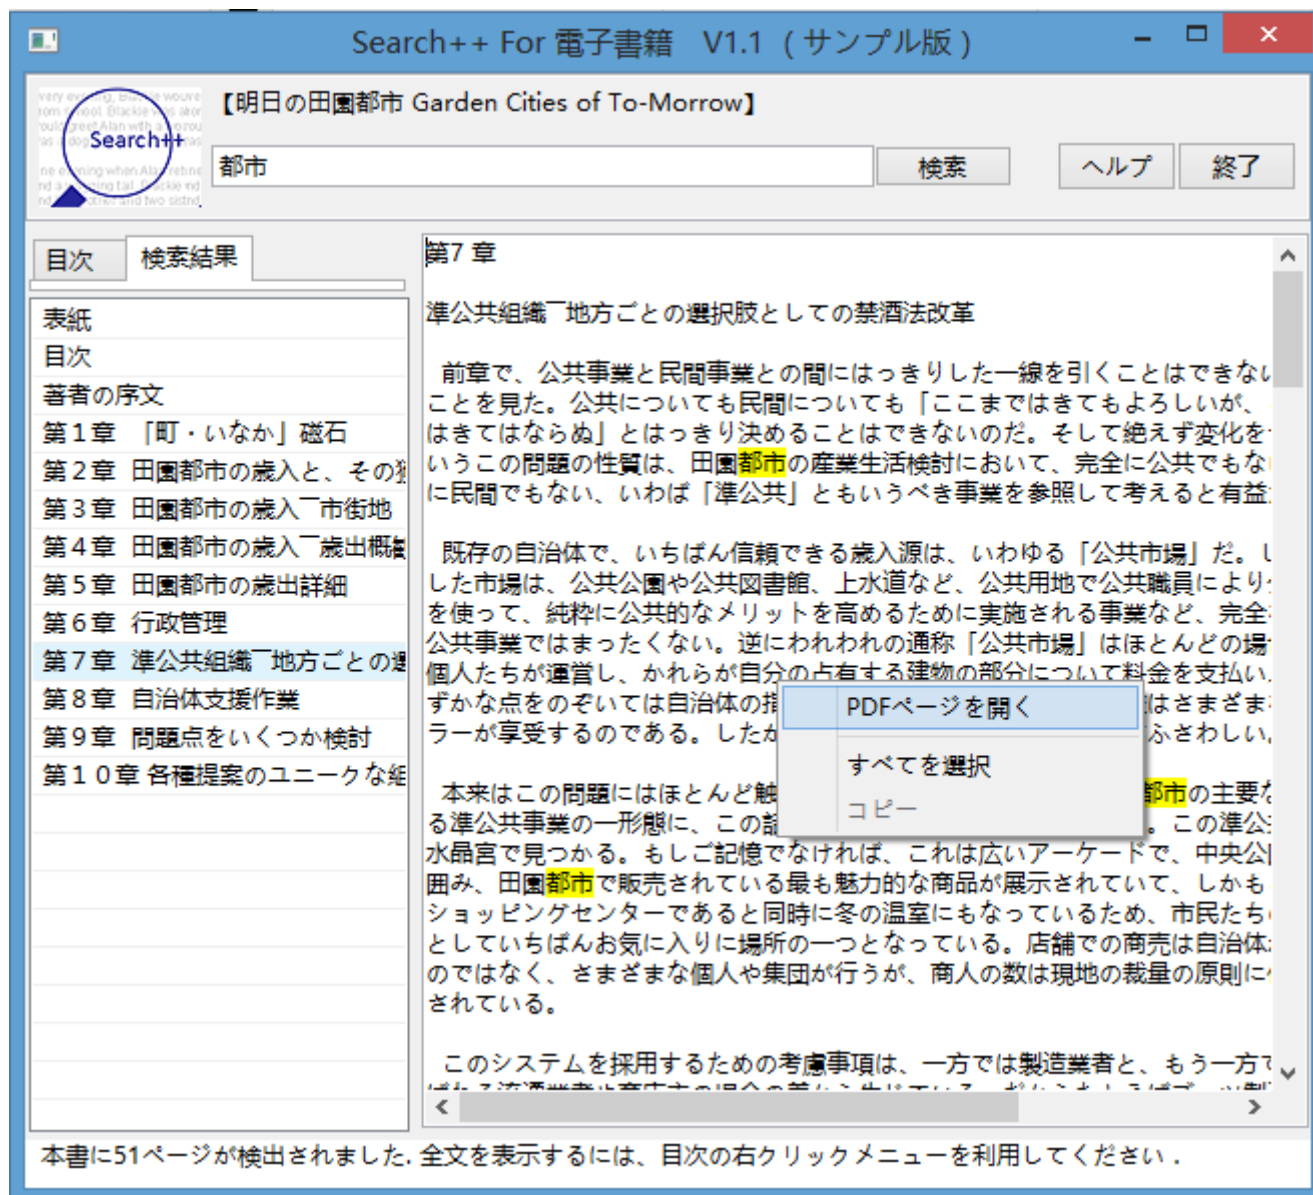 Search++ For 電子書籍　V1.1 ( サンプル版 )
Search++
【明日の田園都市 Garden Cities of To-Morrow】
都市
検索
ヘルプ
終了
目次
検索結果
表紙
目次
著者の序文
第１章 「町・いなか」磁石
第２章 田園都市の歳入と、その
第３章 田園都市の歳入￣市街地
第４章 田園都市の歳入￣歳出概
第５章 田園都市の歳出詳細
第６章 行政管理
第７章 準公共組織￣地方ごとの
第８章 自治体支援作業
第９章 問題点をいくつか検討
第１０章 各種提案のユニークな組
第7 章
準公共組織￣地方ごとの選択肢としての禁酒法改革
前章で、公共事業と民間事業との間にはっきりした一線を引くことはできない
ことを見た。公共についても民間についても「ここまではきてもよろしいが、
はきてはならぬ」とはっきり決めることはできないのだ。そして絶えず変化を
いうこの問題の性質は、田園都市の産業生活検討において、完全に公共でもな
に民間でもない、いわば「準公共」ともいうべき事業を参照して考えると有益
既存の自治体で、いちばん信頼できる歳入源は、いわゆる「公共市場」だ。し
した市場は、公共公園や公共図書館、上水道など、公共用地で公共職員により
を使って、純粋に公共的なメリットを高めるために実施される事業など、完全
公共事業ではまったくない。逆にわれわれの通称「公共市場」はほとんどの場
個人たちが運営し、かれらが自分の占有する建物の部分について料金を支払い
ずかな点をのぞいては自治体の指
はさまざま
ラーが享受するのである。したか
ふさわしい。
PDFページを開く
すべてを選択
コピー
本来はこの問題にはほとんど触
都市の主要な
る準公共事業の一形態に、この
。この準公
水晶宮で見つかる。もしご記憶でなければ、これは広いアーケードで、中央公
囲み、田園都市で販売されている最も魅力的な商品が展示されていて、しかも
ショッピングセンターであると同時に冬の温室にもなっているため、市民たち
としていちばんお気に入りに場所の一つとなっている。店舗での商売は自治体
のではなく、さまざまな個人や集団が行うが、商人の数は現地の裁量の原則に
されている。
このシステムを採用するための考慮事項は、一方では製造業者と、もう一方で
本書に51ページが検出されました. 全文を表示するには、目次の右クリックメニューを利用してください．